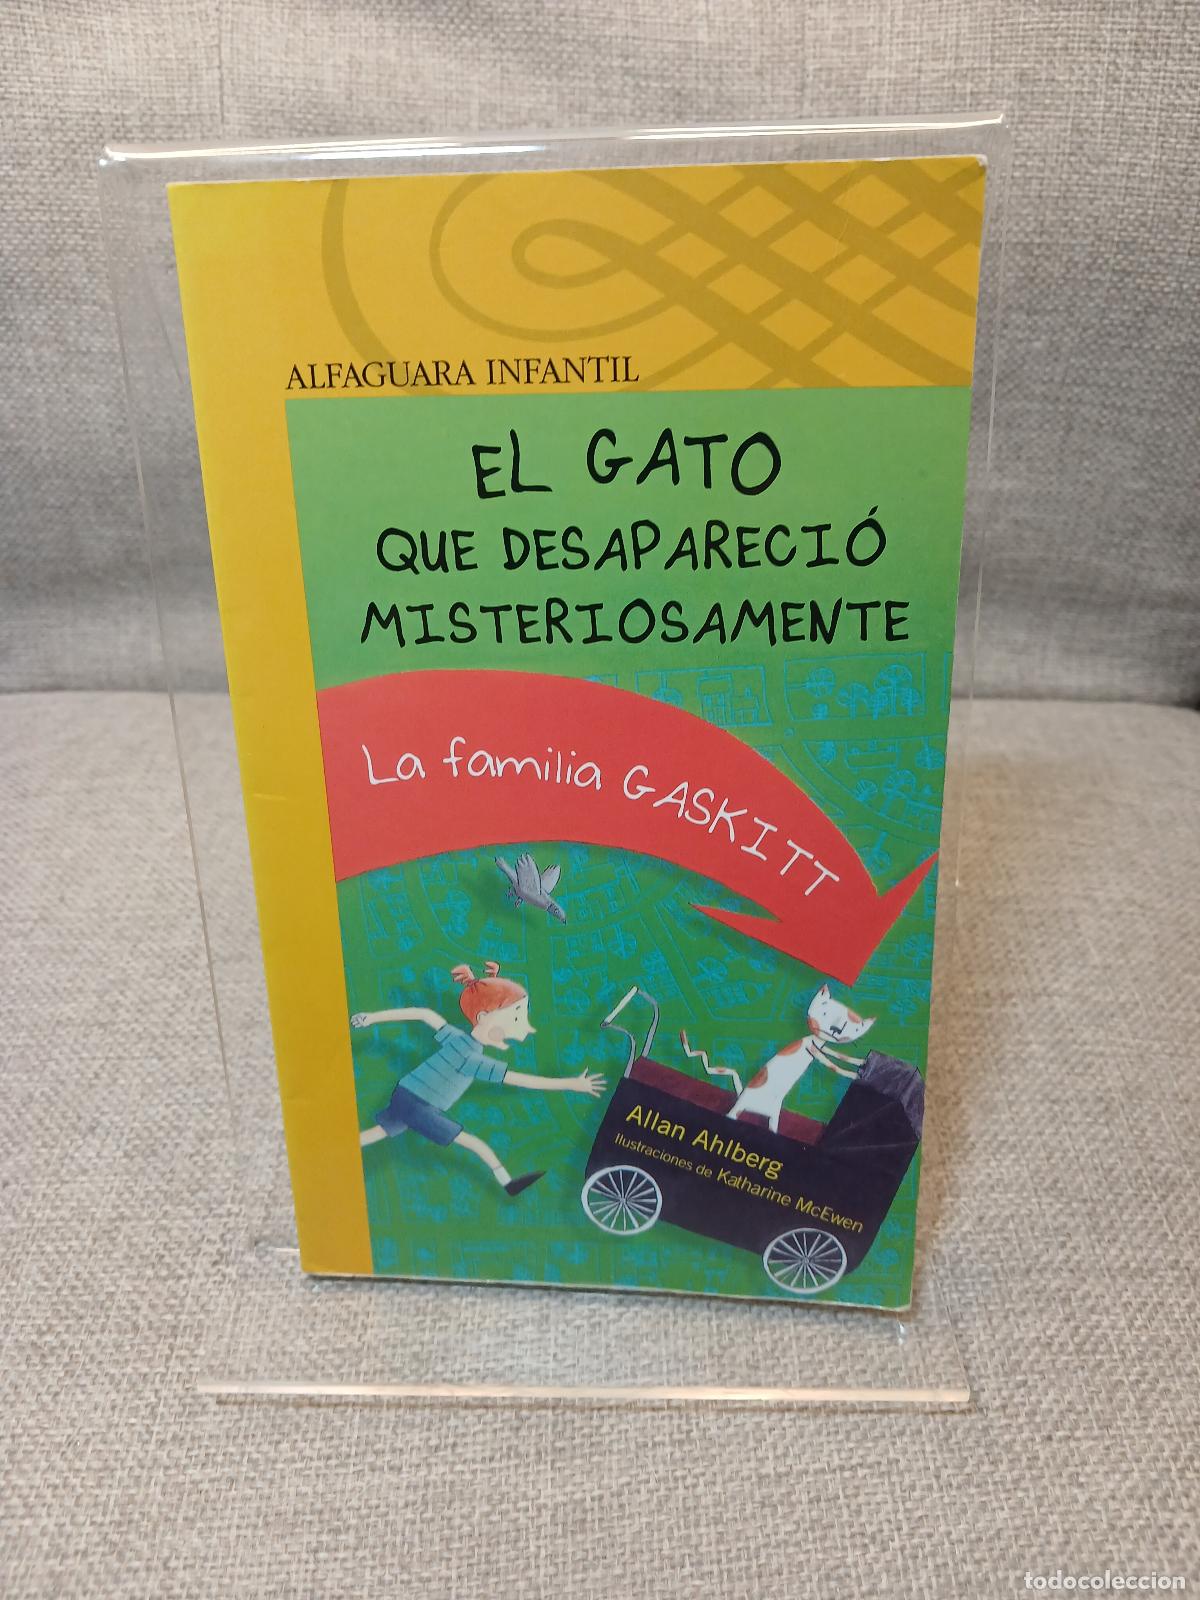 ALFAGUARA INFANTIL
EL GATO
QUE DESAPARECIÓ
MISTERIOSAMENTE
La familia GASKITT
Allan Ahlberg
Ilustraciones de Katharine McEwen
todocoleccion